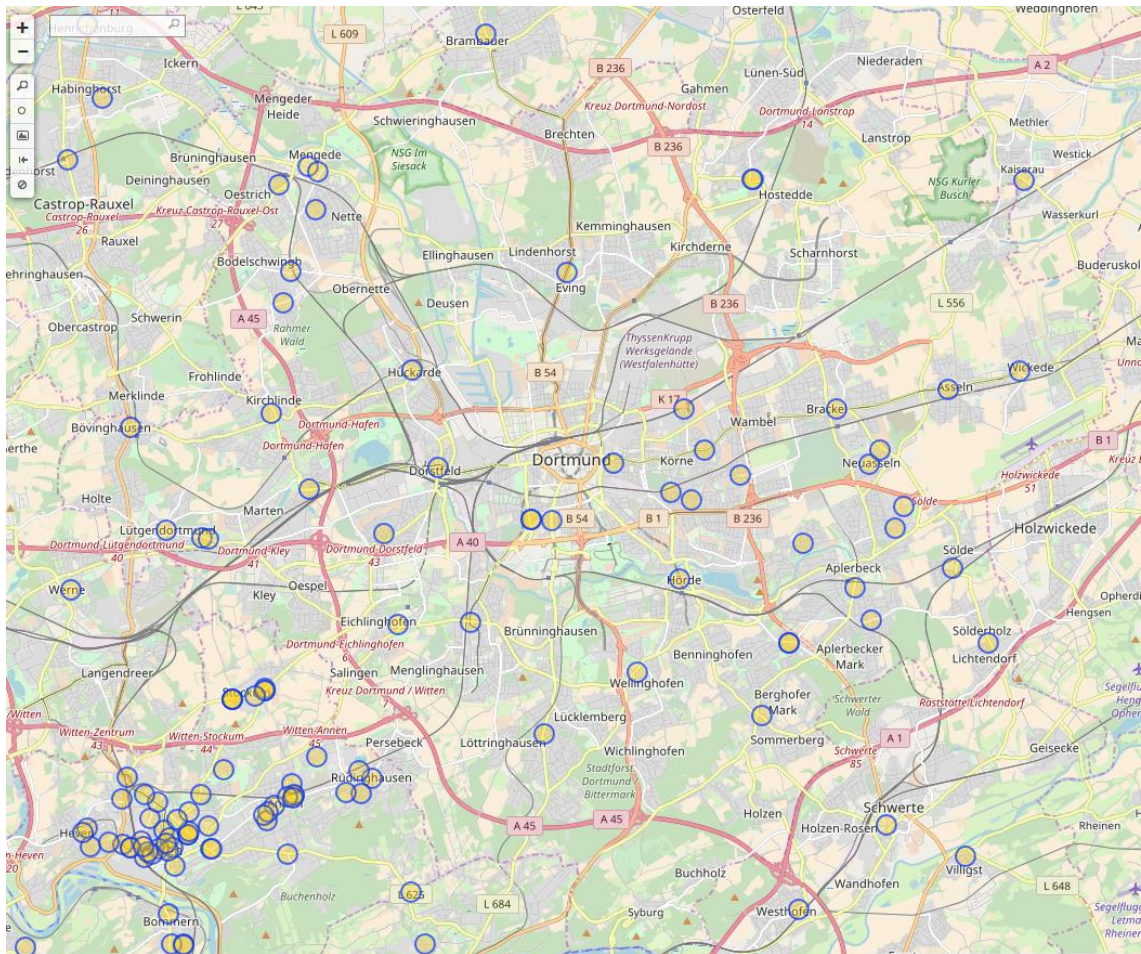 11
Henrichenburg
L 645
L 609
Osterfeld
Weddinghofen
Ickern
Brambauer
B 236
Lünen-Süd
Niederaden
A 2
Habinghorst
Mengeder
Heide
Schwieringhausen
Gahmen
Kreuz Dortmund-Nordost
Dortmund-Lanstrop
14
Methler
Brechten
Lanstrop
B 236
Westick
Brüninghausen
Mengede
NSG Im
Siesack
Kaiserau
Deininghausen
Oestrich
Hostedde
NSG Kurler
Busch
Castrop-Rauxel
Castrop-Rauxel
26
Kreuz Castrop-Rauxel-Ost
27
Nette
Wasserkurl
Rauxel
Kemminghausen
Ellinghausen
Lindenhorst
Kirchderne
Scharnhorst
Bodelschwingh
Eving
Obernette
Buderuskol
Deusen
B 236
L 556
Schwerin
A 45
Obercastrop
Rahmer
Wald
ThyssenKrupp
Werksgelände
(Westfalenhütte)
Huckarde
B 54
Wickede
Frohlinde
Asseln
Merklinde
Kirchlinde
K 17
Bövinghausen
Dortmund-Hafen
Wambel
Dortmund-Hafen
B 1
Dorstfeld
Dortmund
Körne
Neuasseln
Holzwickede
51
Holte
Marten
Sölde
Lütgendortmund
B 54
B 1
B 236
Holzwickede
Dortmund-Lütgendortmund
40
Dortmund-Kley
41
Dortmund-Dorstfeld
43
A 40
Sölde
Aplerbeck
Werne
Oespel
Kley
Hörde
Hengsen
Eichlinghofen
Brünninghausen
Sölderholz
Dortmund-Eichlinghofen
6
Benninghofen
Aplerbecker
Mark
Lichtendorf
Langendreer
Salingen
Menglinghausen
Wellinghofen
Kreuz Dortmund / Witten
7
Berghofer
Mark
Schwerter
Wald
Raststätte Lichtendorf
Witten-Zentrum
43
Witten-Stockum
44
Witten-Annen
45
Lücklemberg
Persebeck
Löttringhausen
Sommerberg
A 1
Wichlinghofen
Schwerte
85
Geisecke
Rüdinghausen
Stadtforst
Dortmund
Bittermark
Schwerte
Holzen
A 45
A 45
Holzen-Rosen
Rheinen
Buchholz
Villigst
Wandhofen
Buchenholz
L 625
L 684
L 648
Bommern
Syburg
Westhofen